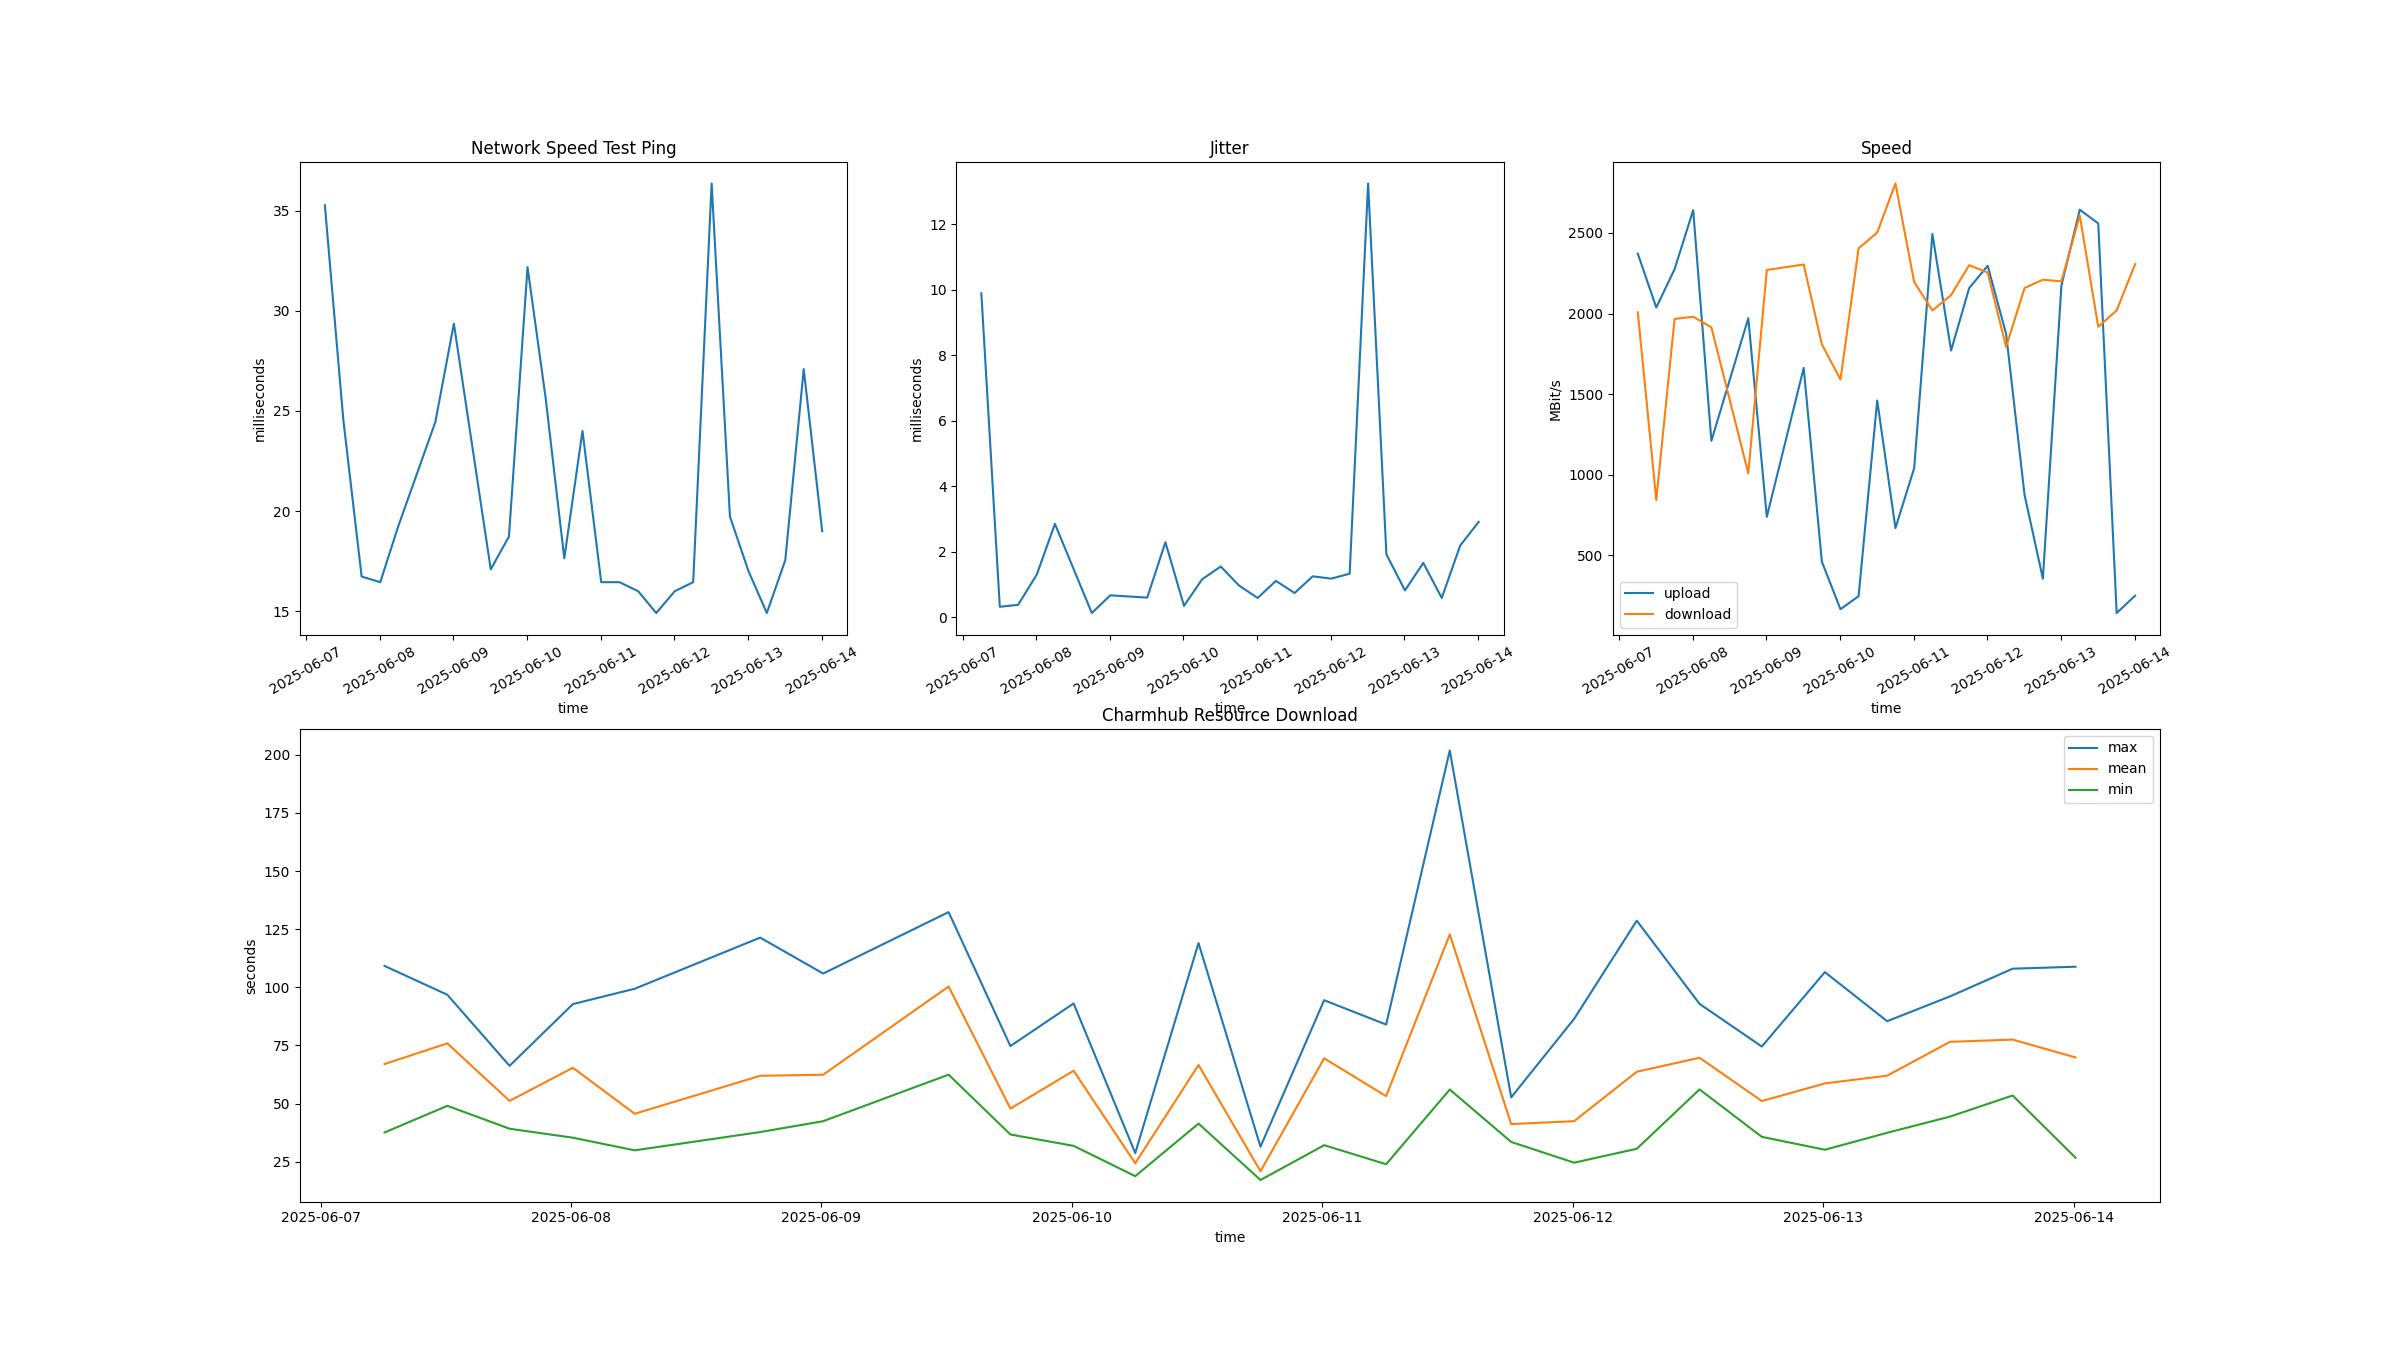 Network Speed Test Ping
milliseconds
35
30
25
20
15
2025-06-07 2025-06-08 2025-06-09 2025-06-10 2025-06-11 2025-06-12 2025-06-13 2025-06-14
time
Jitter
milliseconds
12
10
8
6
4
2
0
2025-06-07 2025-06-08 2025-06-09 2025-06-10 2025-06-11 2025-06-12 2025-06-13 2025-06-14
time
Speed
MBit/s
2500
2000
1500
1000
500
upload
download
2025-06-07 2025-06-08 2025-06-09 2025-06-10 2025-06-11 2025-06-12 2025-06-13 2025-06-14
time
Charmhub Resource Download
seconds
200
175
150
125
100
75
50
25
max
mean
min
2025-06-07 2025-06-08 2025-06-09 2025-06-10 2025-06-11 2025-06-12 2025-06-13 2025-06-14
time